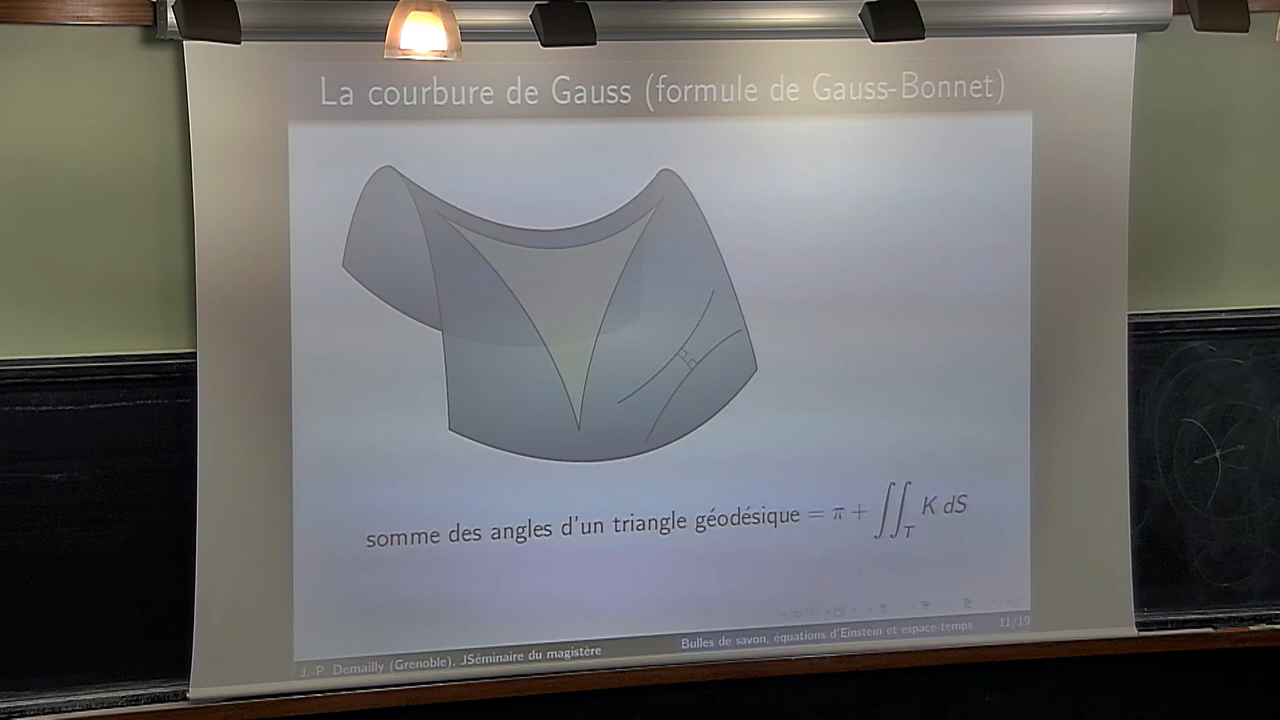 La courbure de Gauss (formule de Gauss-Bonnet)
somme des angles d'un triangle géodésique = π + ∬_T K dS
J.-P. Demailly (Grenoble), JSéminaire du magistère
Bulles de savon, équations d'Einstein et espace-temps
11/19